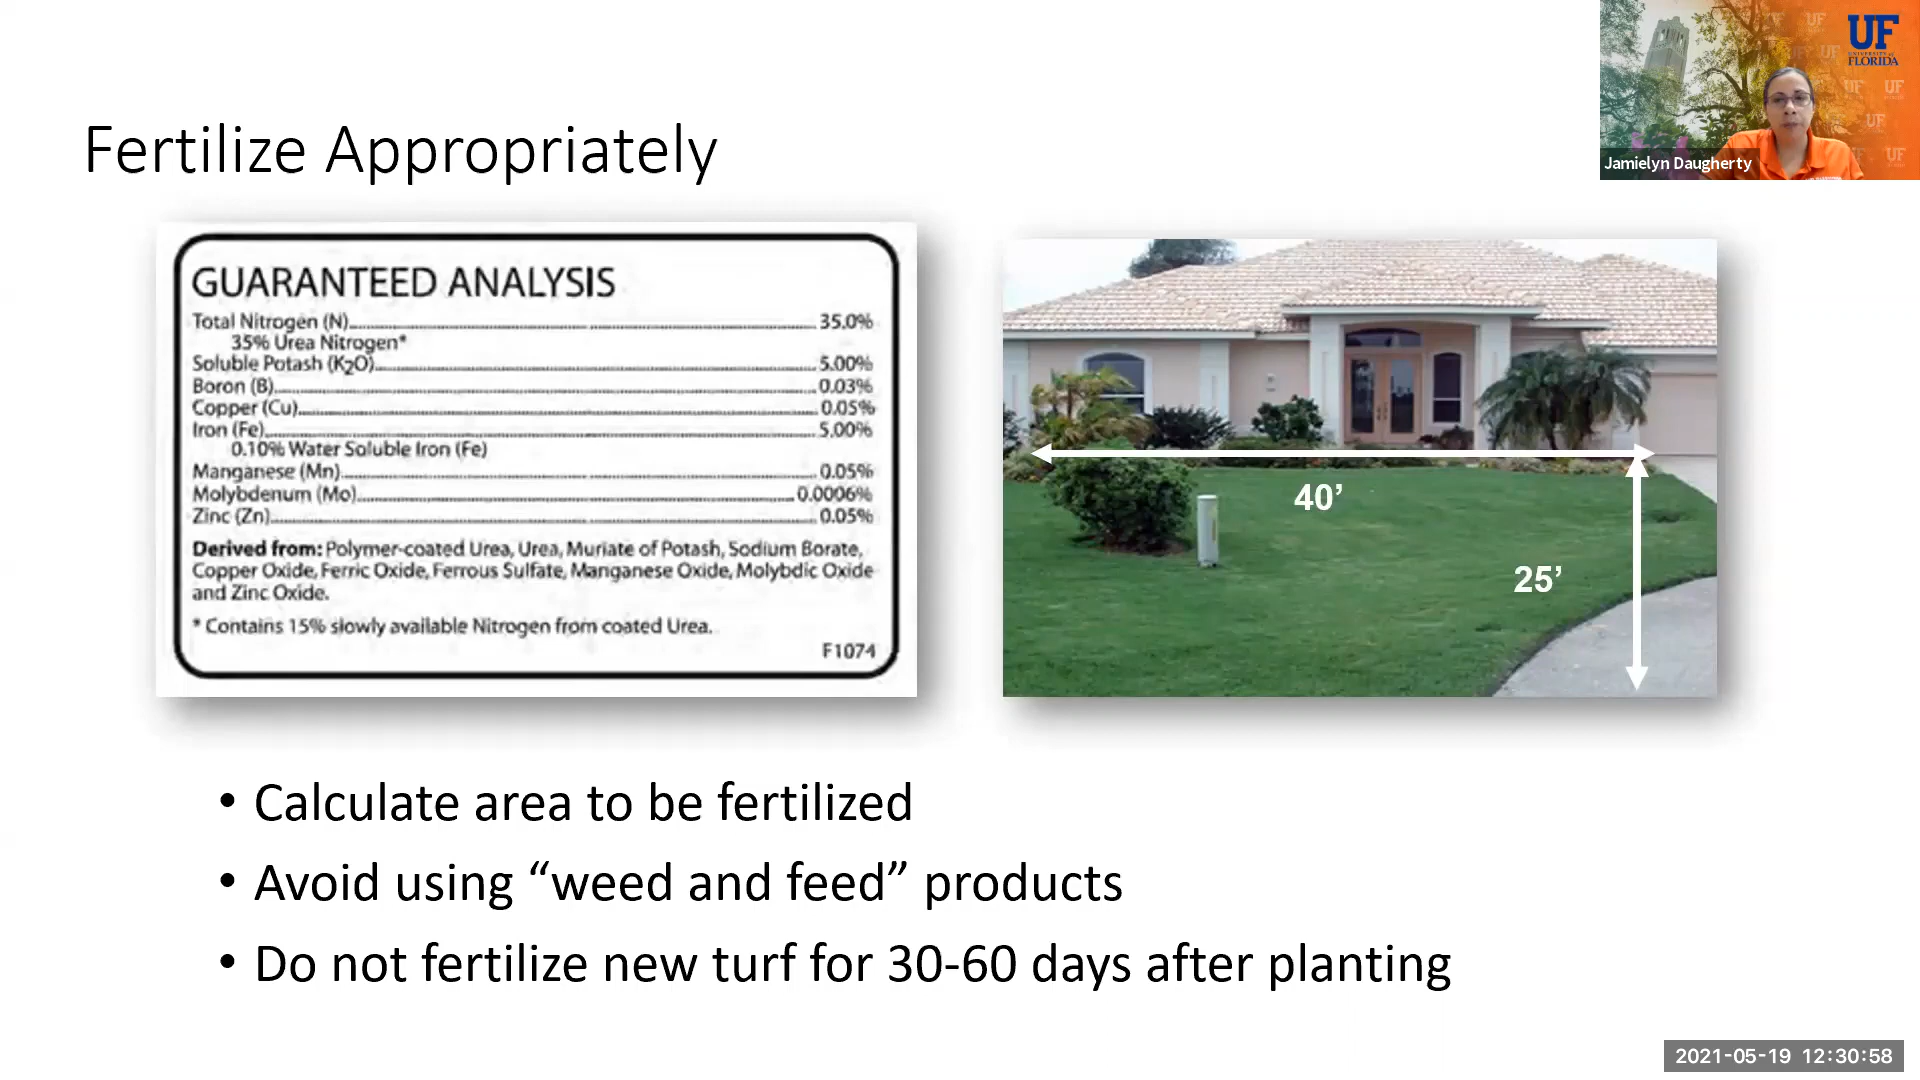 UF
UNIVERSITY of
FLORIDA
Jamielyn Daugherty
Fertilize Appropriately
GUARANTEED ANALYSIS
Total Nitrogen (N) 35.0%
35% Urea Nitrogen*
Soluble Potash (K2O) 5.00%
Boron (B) 0.03%
Copper (Cu) 0.05%
Iron (Fe) 5.00%
0.10% Water Soluble Iron (Fe)
Manganese (Mn) 0.05%
Molybdenum (Mo) 0.0006%
Zinc (Zn) 0.05%
Derived from: Polymer-coated Urea, Urea, Muriate of Potash, Sodium Borate,
Copper Oxide, Ferric Oxide, Ferrous Sulfate, Manganese Oxide, Molybdic Oxide
and Zinc Oxide.
* Contains 15% slowly available Nitrogen from coated Urea.
F1074
40’
25’
• Calculate area to be fertilized
• Avoid using “weed and feed” products
• Do not fertilize new turf for 30-60 days after planting
2021-05-19 12:30:58